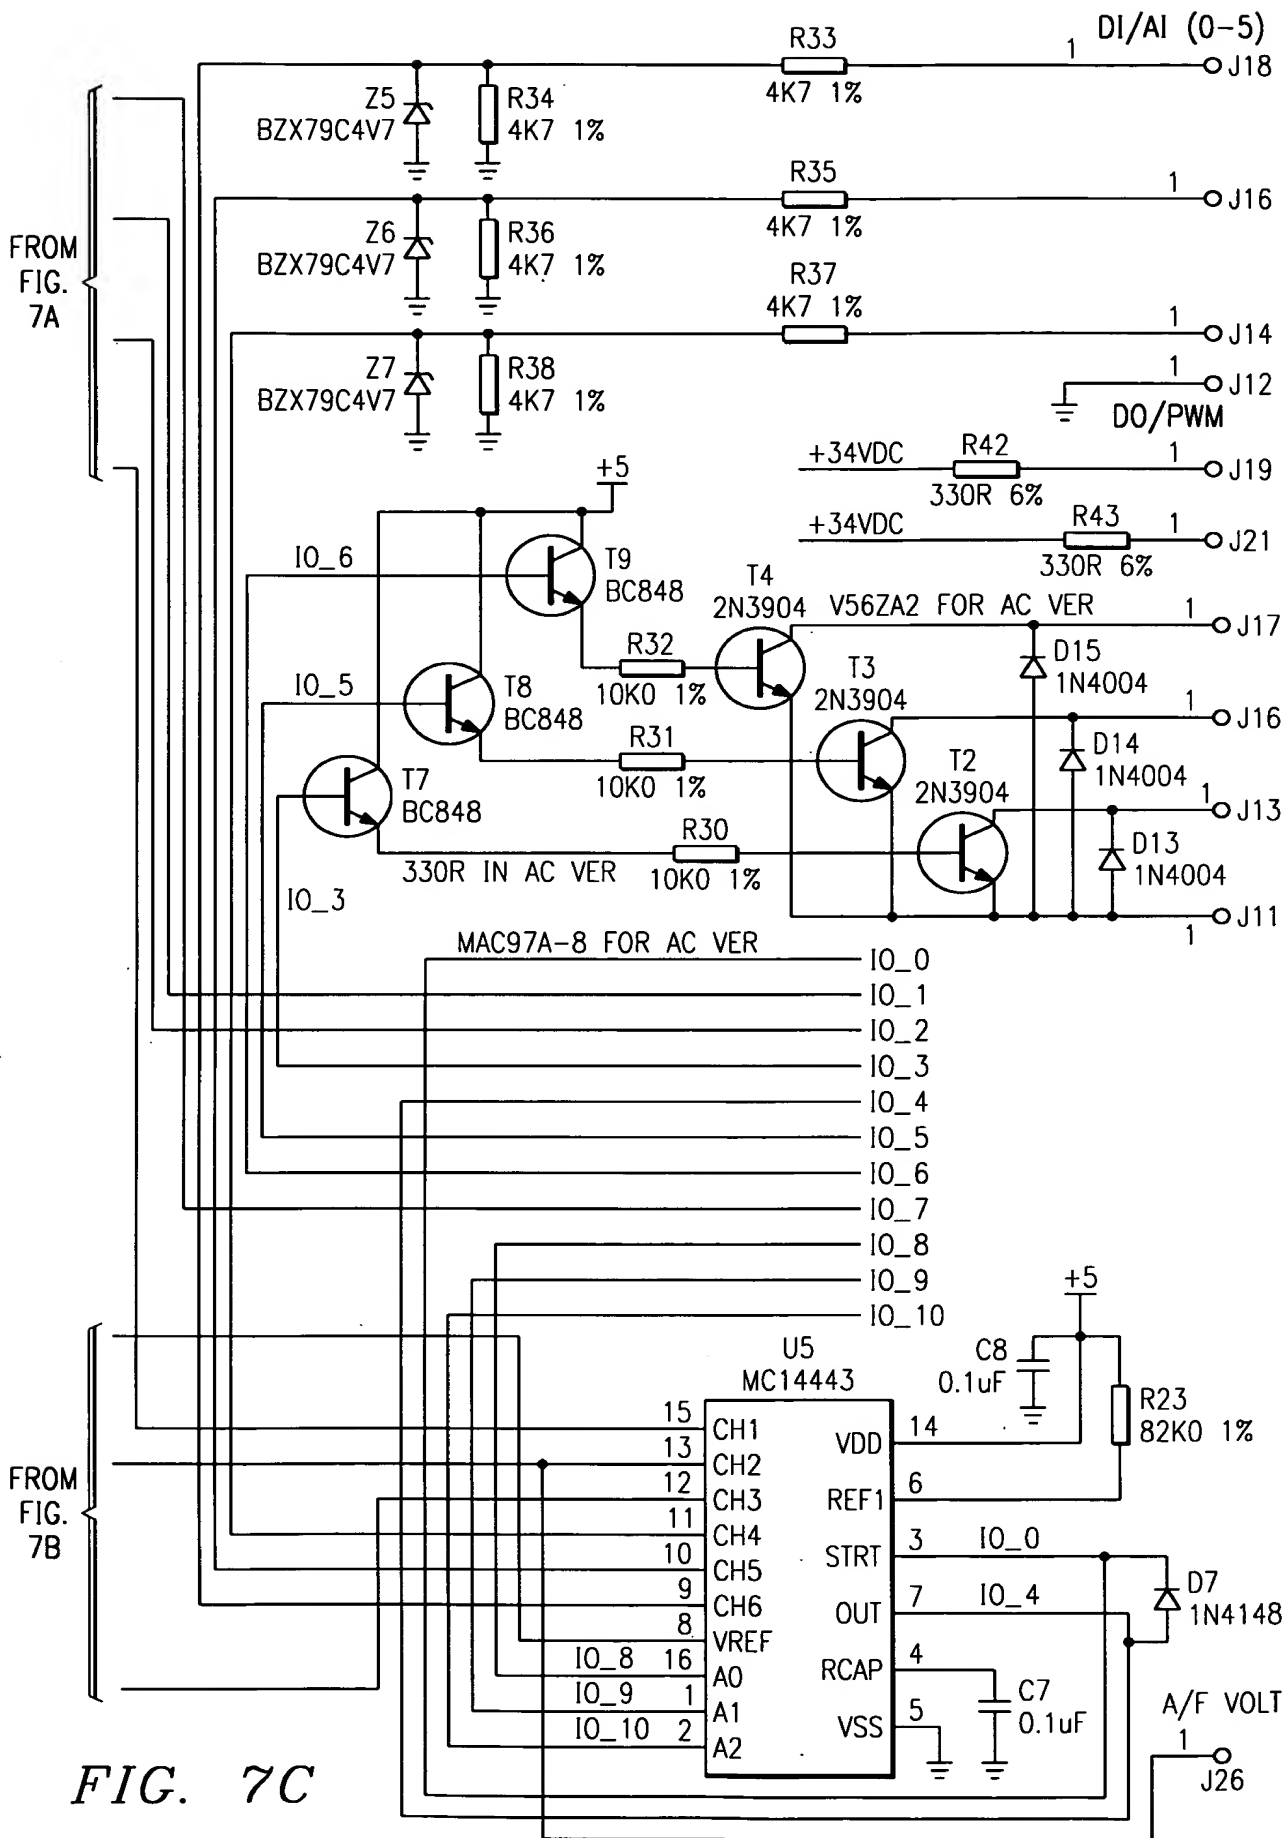 DI/AI (0-5)
R33
1
J18
4K7 1%
Z5
BZX79C4V7
R34
4K7 1%
R35
1
J16
4K7 1%
FROM
FIG.
7A
Z6
BZX79C4V7
R36
4K7 1%
R37
4K7 1%
1
J14
Z7
BZX79C4V7
R38
4K7 1%
1
J12
DO/PWM
+34VDC
R42
1
J19
330R 6%
+5
+34VDC
R43
1
J21
330R 6%
IO_6
T9
BC848
T4
2N3904
V56ZA2 FOR AC VER
1
J17
R32
10K0 1%
D15
1N4004
IO_5
T8
BC848
T3
2N3904
1
J16
R31
10K0 1%
D14
1N4004
T7
BC848
T2
2N3904
1
J13
R30
10K0 1%
D13
1N4004
330R IN AC VER
IO_3
1
J11
MAC97A-8 FOR AC VER
IO_0
IO_1
IO_2
IO_3
IO_4
IO_5
IO_6
IO_7
IO_8
IO_9
IO_10
+5
U5
MC14443
C8
0.1uF
R23
82K0 1%
FROM
FIG.
7B
15 CH1
13 CH2
12 CH3
11 CH4
10 CH5
9 CH6
8 VREF
IO_8 16 A0
IO_9 1 A1
IO_10 2 A2
VDD 14
REF1 6
STRT 3 IO_0
OUT 7 IO_4
RCAP 4
VSS 5
D7
1N4148
C7
0.1uF
A/F VOLT
1
J26
FIG. 7C